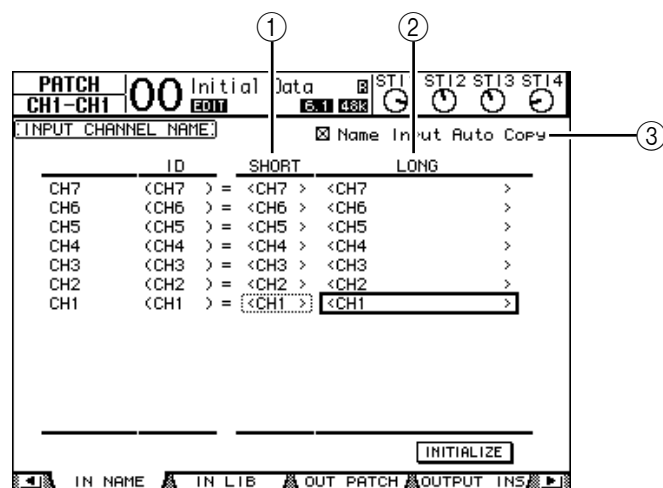 ① ②
PATCH 00 Initial Data R ST1 ST2 ST3 ST4
CH1-CH1 EDIT 6.1 48k
INPUT CHANNEL NAME Name Input Auto Copy ③
ID SHORT LONG
CH7 (CH7 ) = <CH7 > <CH7 >
CH6 (CH6 ) = <CH6 > <CH6 >
CH5 (CH5 ) = <CH5 > <CH5 >
CH4 (CH4 ) = <CH4 > <CH4 >
CH3 (CH3 ) = <CH3 > <CH3 >
CH2 (CH2 ) = <CH2 > <CH2 >
CH1 (CH1 ) = <CH1 > <CH1 >
INITIALIZE
IN NAME IN LIB OUT PATCH OUTPUT INS